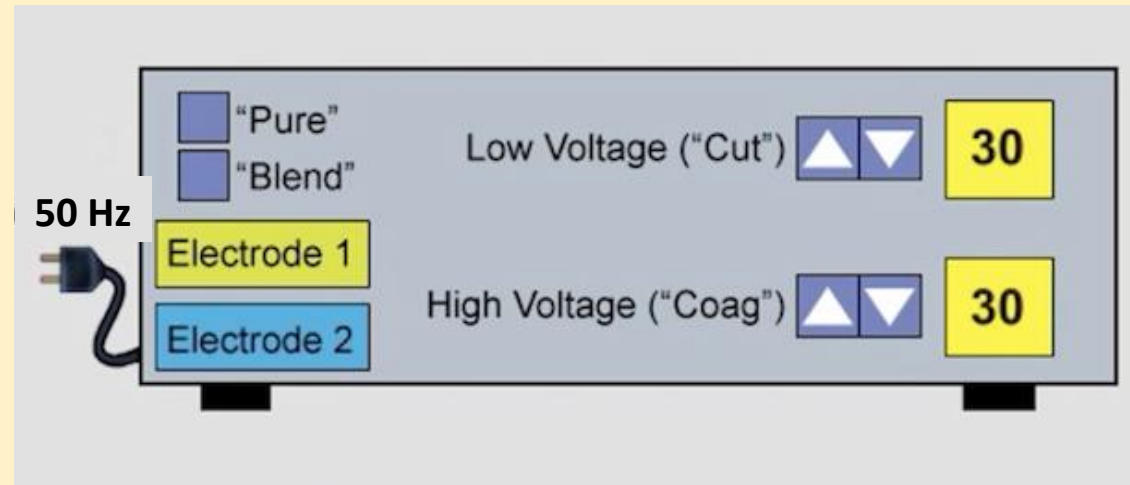 “Pure”
“Blend”
Low Voltage (“Cut”) 30
50 Hz
Electrode 1
Electrode 2
High Voltage (“Coag”) 30